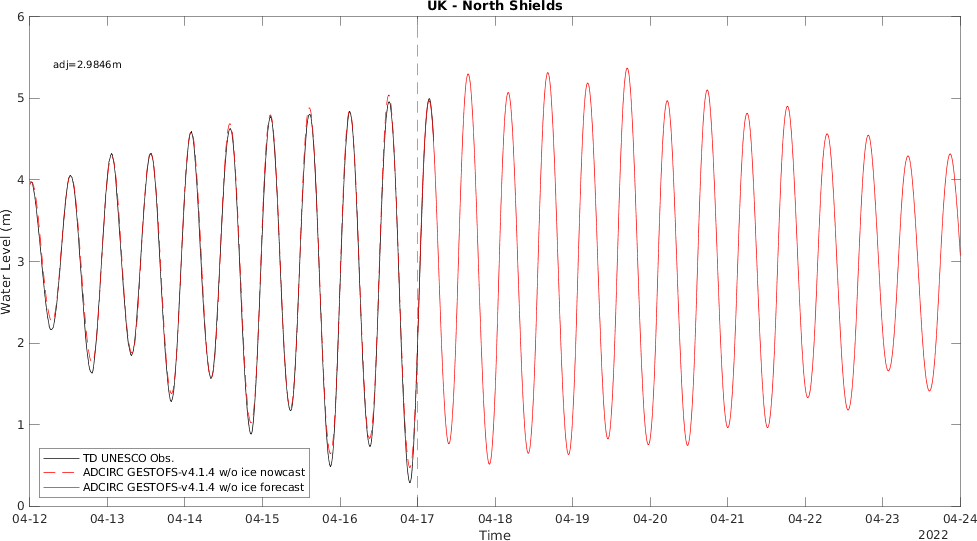 UK - North Shields
adj=2.9846m
Water Level (m)
6
5
4
3
2
1
0
TD UNESCO Obs.
ADCIRC GESTOFS-v4.1.4 w/o ice nowcast
ADCIRC GESTOFS-v4.1.4 w/o ice forecast
04-12 04-13 04-14 04-15 04-16 04-17 04-18 04-19 04-20 04-21 04-22 04-23 04-24
Time
2022